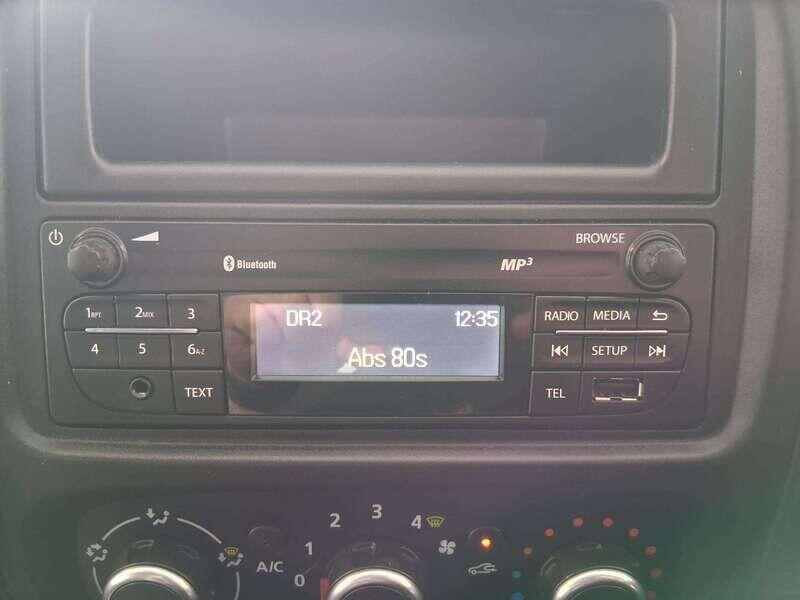 BROWSE
Bluetooth
MP3
1RPT 2MIX 3
DR2 12:35
RADIO MEDIA
4 5 6A-Z
Abs 80s
SETUP
TEXT
TEL
0 1 2 3 4
A/C